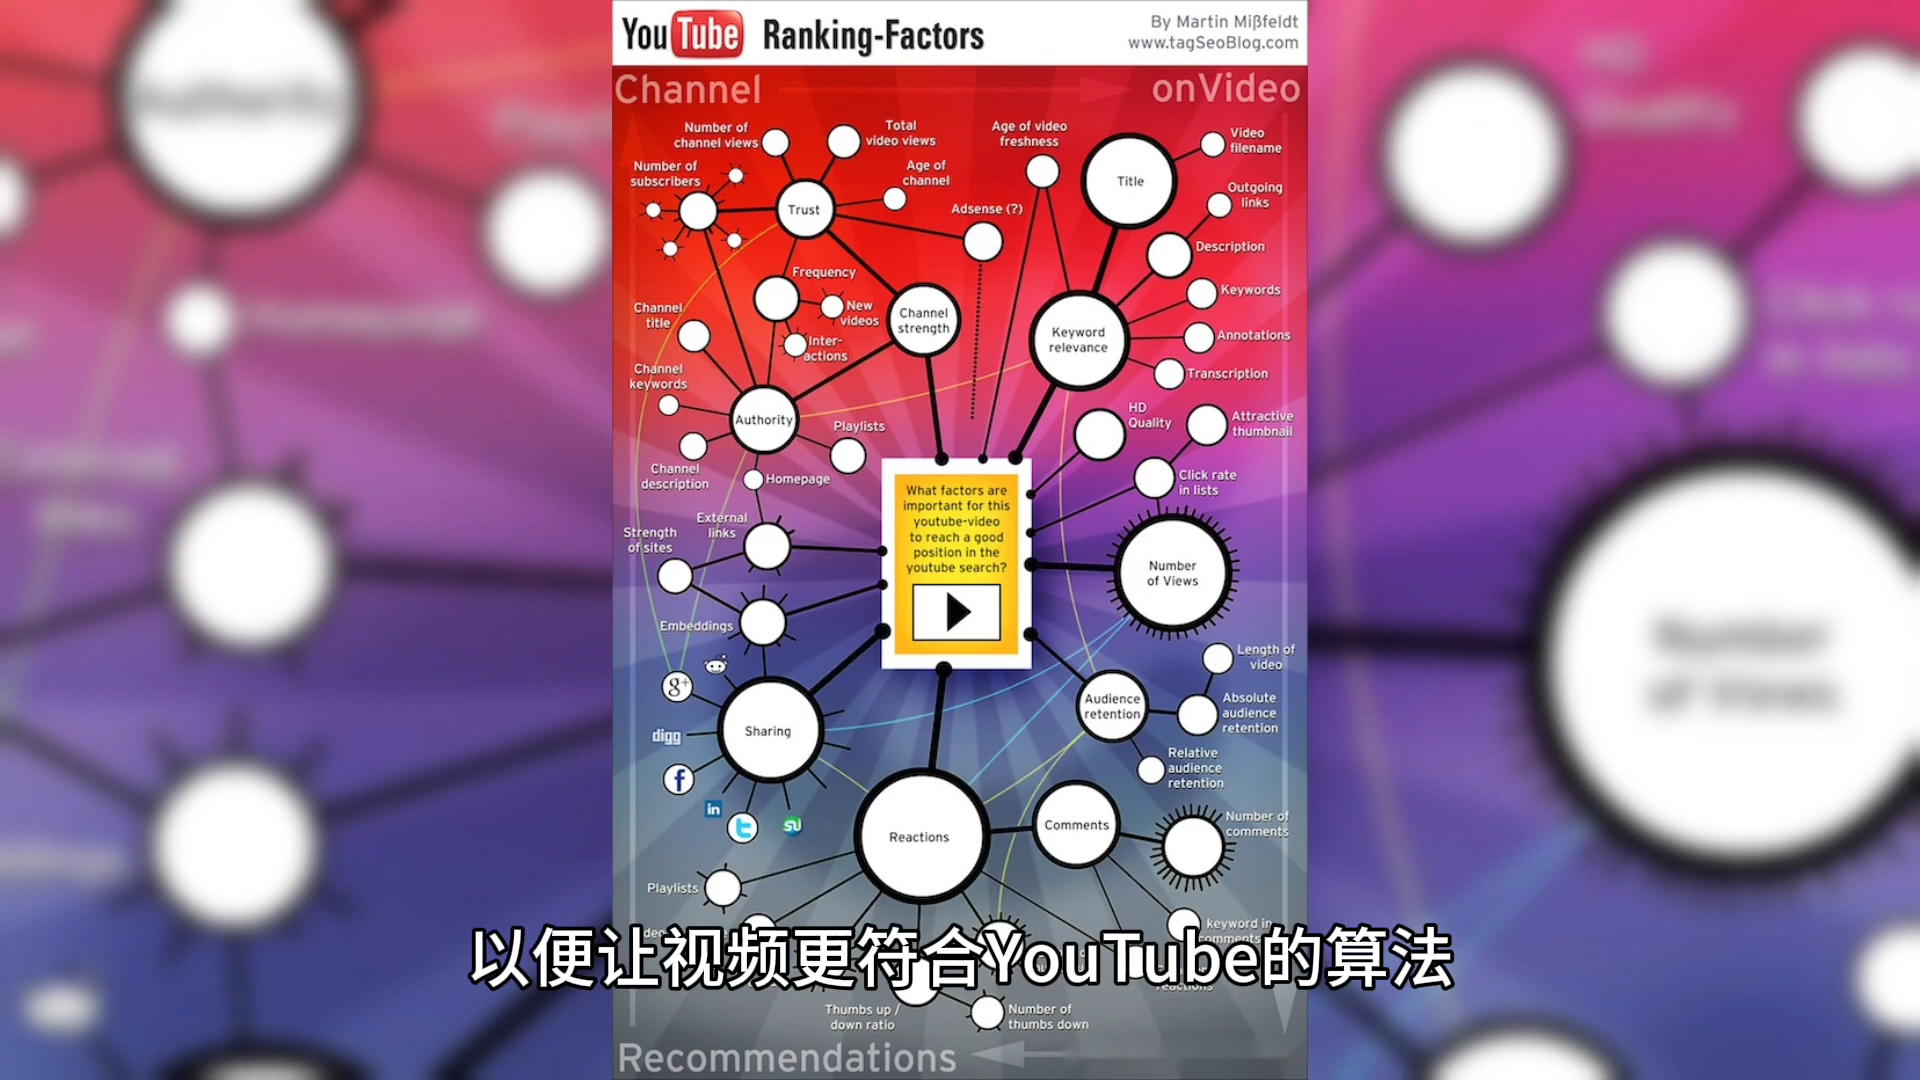 YouTube Ranking-Factors
By Martin Mißfeldt
www.tagSeoBlog.com
Channel
onVideo
Number of
channel views
Total
video views
Age of video
freshness
Title
Video
filename
Number of
subscribers
Trust
Age of
channel
Adsense (?)
Outgoing
links
Description
Frequency
New
videos
Inter-
actions
Channel
title
Channel
strength
Keyword
relevance
Keywords
Annotations
Transcription
Channel
keywords
Authority
Playlists
HD
Quality
Attractive
thumbnail
Channel
description
Homepage
Click rate
in lists
What factors are
important for this
youtube-video
to reach a good
position in the
youtube search?
External
links
Strength
of sites
Number
of Views
Embeddings
Length of
video
Audience
retention
Absolute
audience
retention
Relative
audience
retention
g+
digg
f
in
Sharing
Reactions
Comments
Number of
comments
Playlists
keyword in
comments
以便让视频更符合YouTube的算法
reactions
Thumbs up /
down ratio
Number of
thumbs down
Recommendations